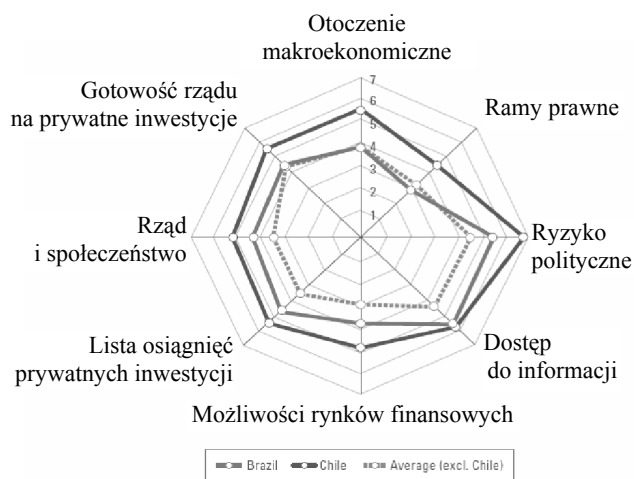 Otoczenie
makroekonomiczne
Gotowość rządu
na prywatne inwestycje
Ramy prawne
7
6
5
4
3
2
1
Rząd
i społeczeństwo
Ryzyko
polityczne
Lista osiągnięć
prywatnych inwestycji
Dostęp
do informacji
Możliwości rynków finansowych
Brazil
Chile
Average (excl. Chile)